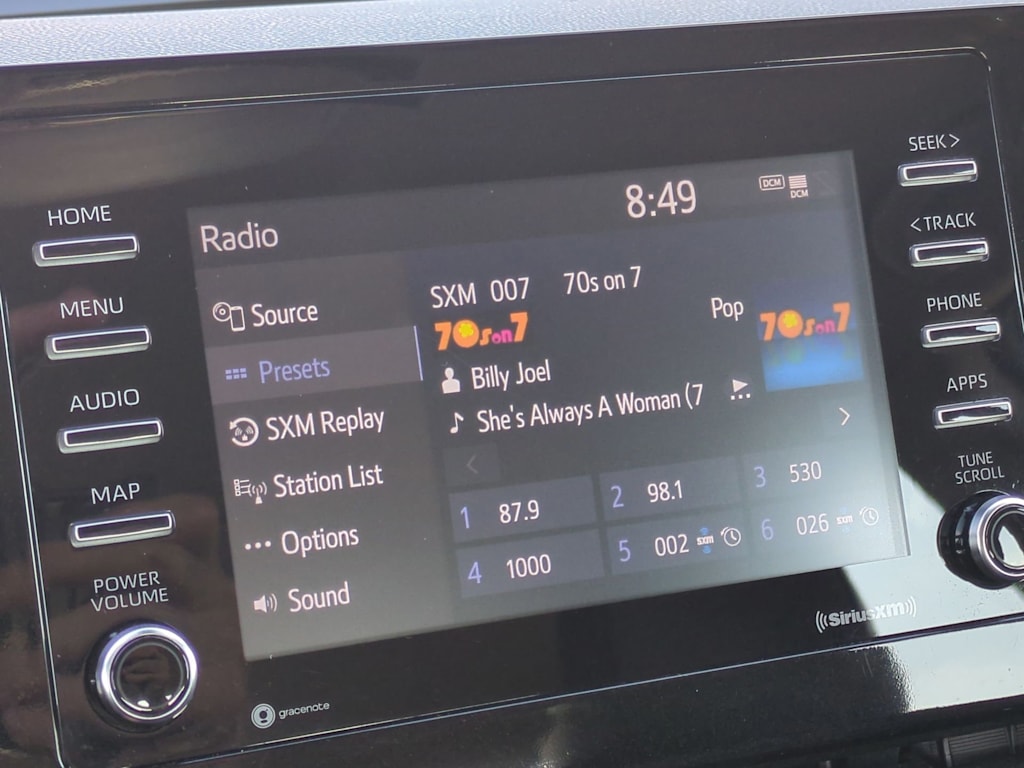 HOME
MENU
AUDIO
MAP
POWER
VOLUME
Radio
8:49
DCM
DCM
Source
Presets
SXM Replay
Station List
Options
Sound
SXM 007 70s on 7
70s on 7
Pop
70s on 7
Billy Joel
She's Always A Woman (7
1 87.9
2 98.1
3 530
4 1000
5 002 sxm
6 026 sxm
SEEK >
< TRACK
PHONE
APPS
TUNE
SCROLL
gracenote
((SiriusXM))